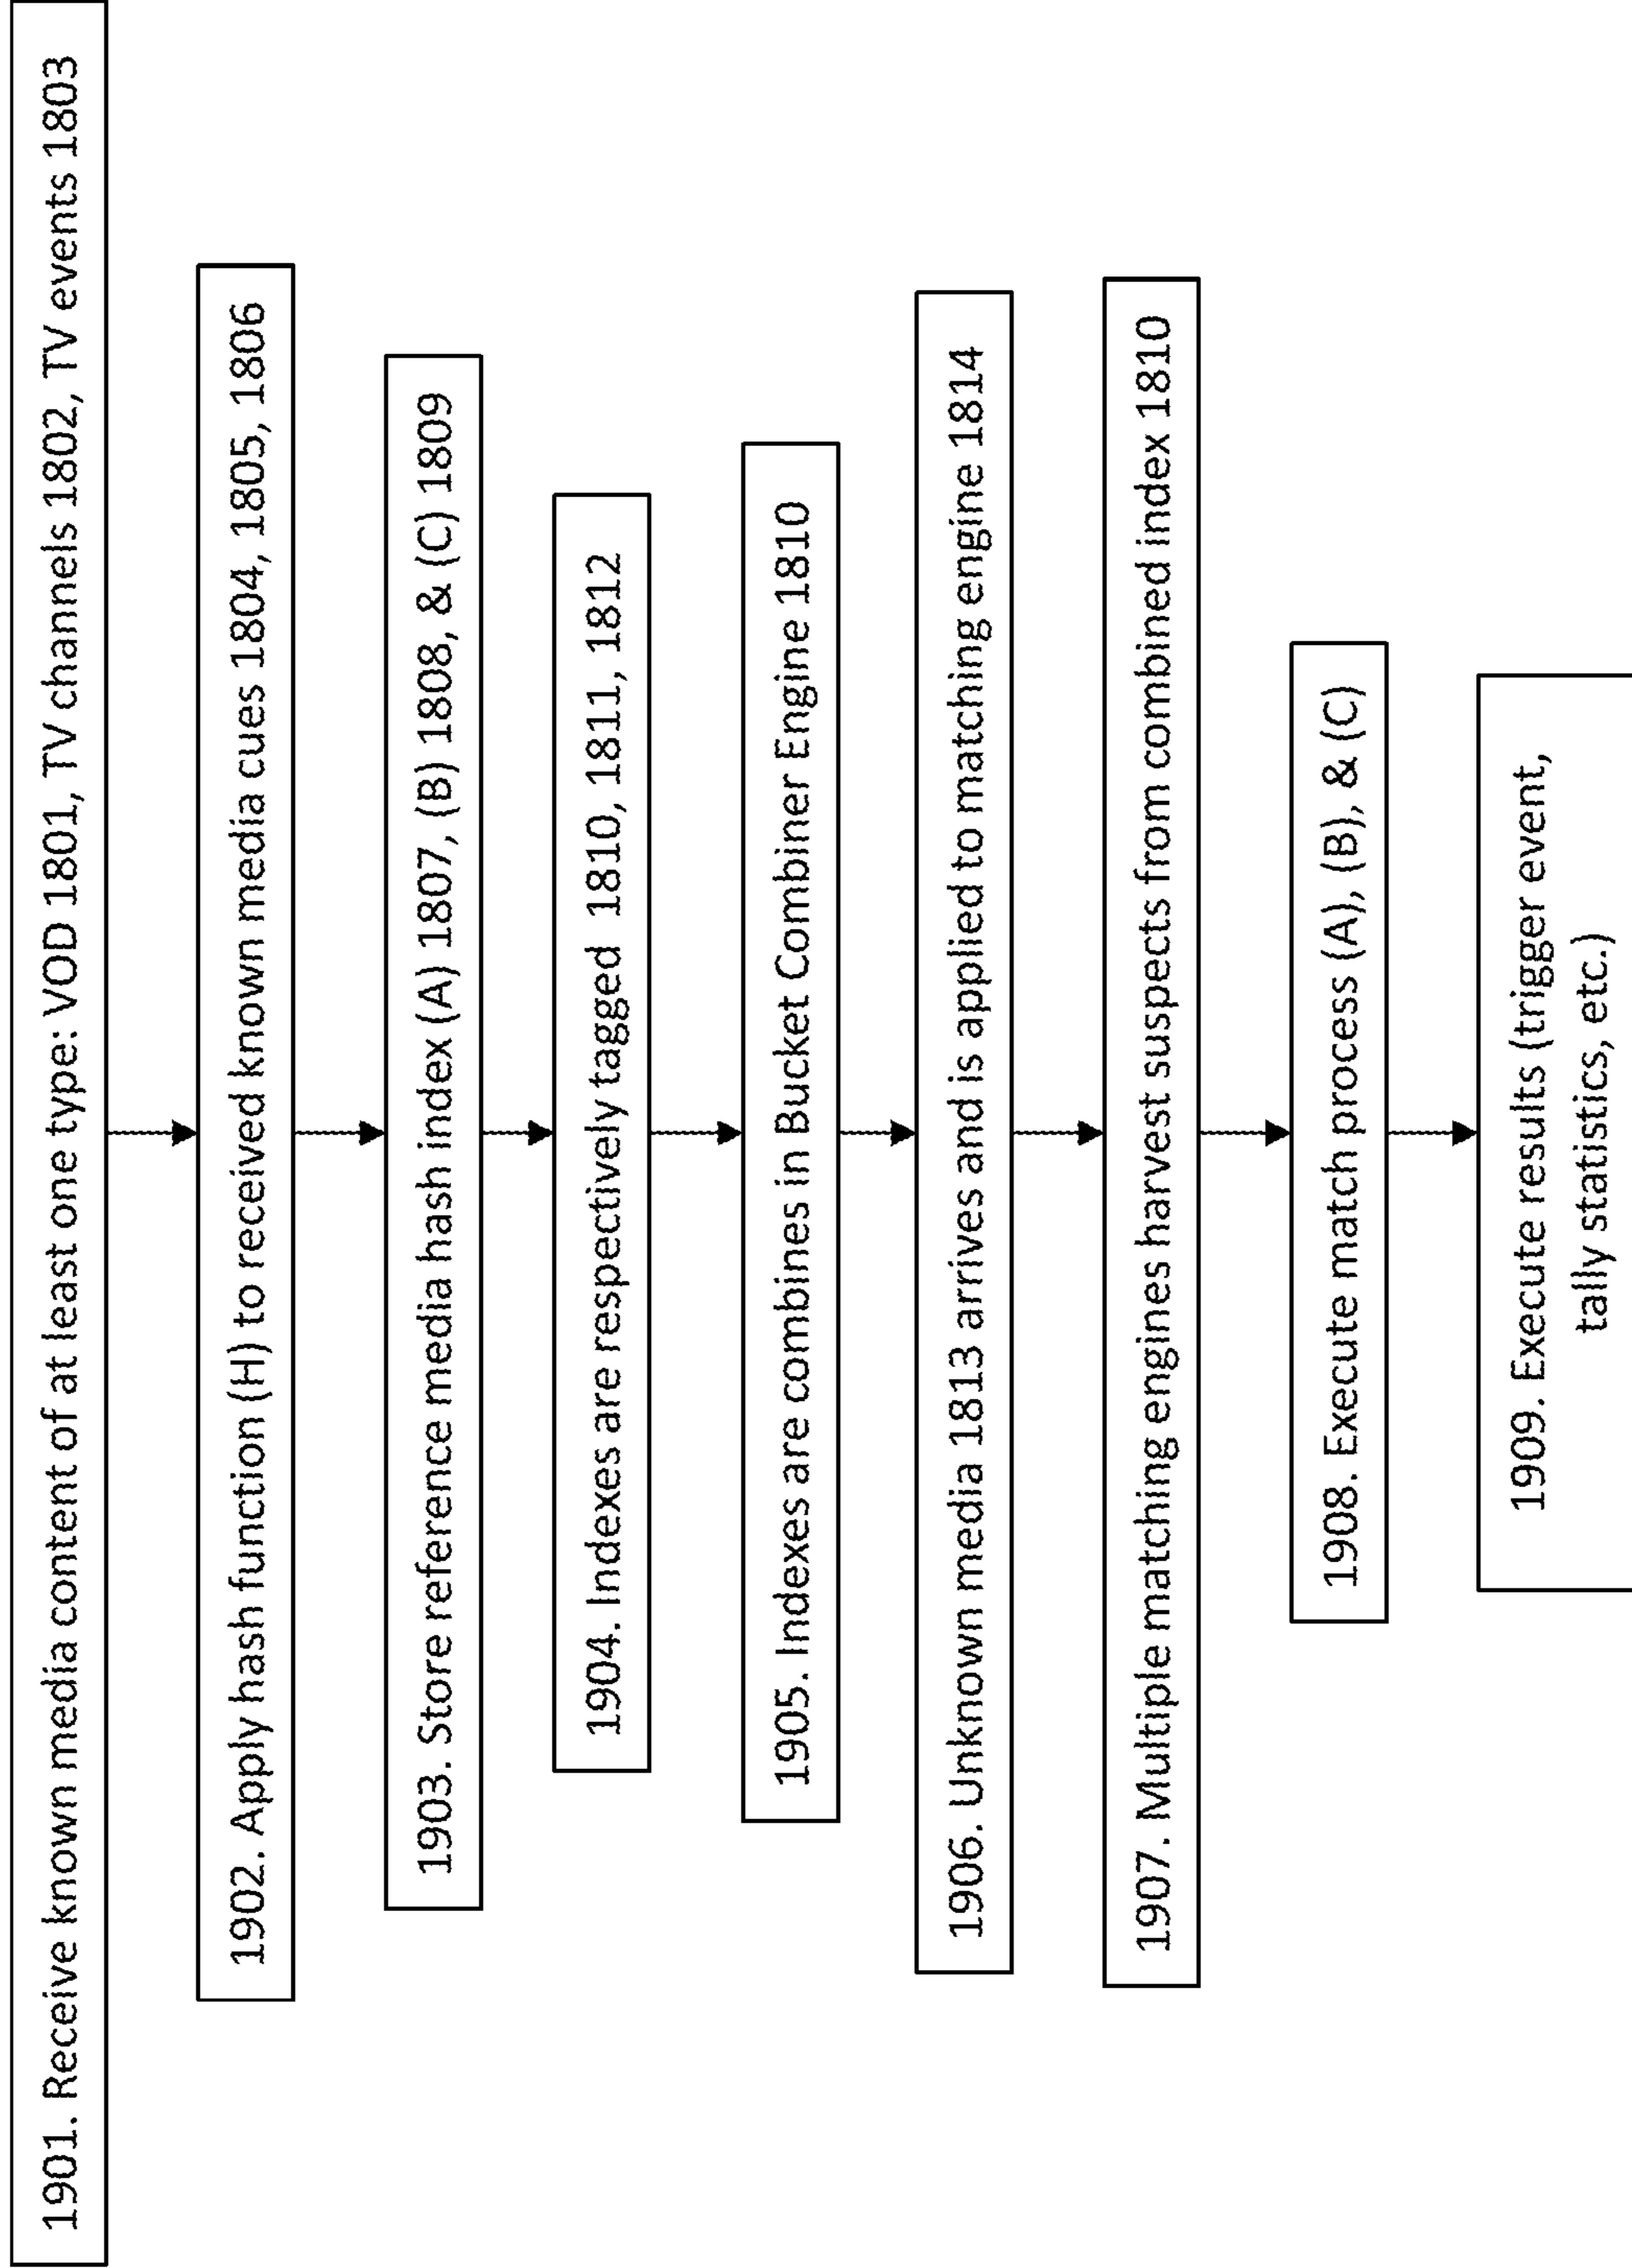 1901. Receive known media content of at least one type: VOD 1801, TV channels 1802, TV events 1803
1902. Apply hash function (H) to received known media cues 1804, 1805, 1806
1903. Store reference media hash index (A) 1807, (B) 1808, & (C) 1809
1904. Indexes are respectively tagged 1810, 1811, 1812
1905. Indexes are combines in Bucket Combiner Engine 1810
1906. Unknown media 1813 arrives and is applied to matching engine 1814
1907. Multiple matching engines harvest suspects from combined index 1810
1908. Execute match process (A), (B), & (C)
1909. Execute results (trigger event,
tally statistics, etc.)